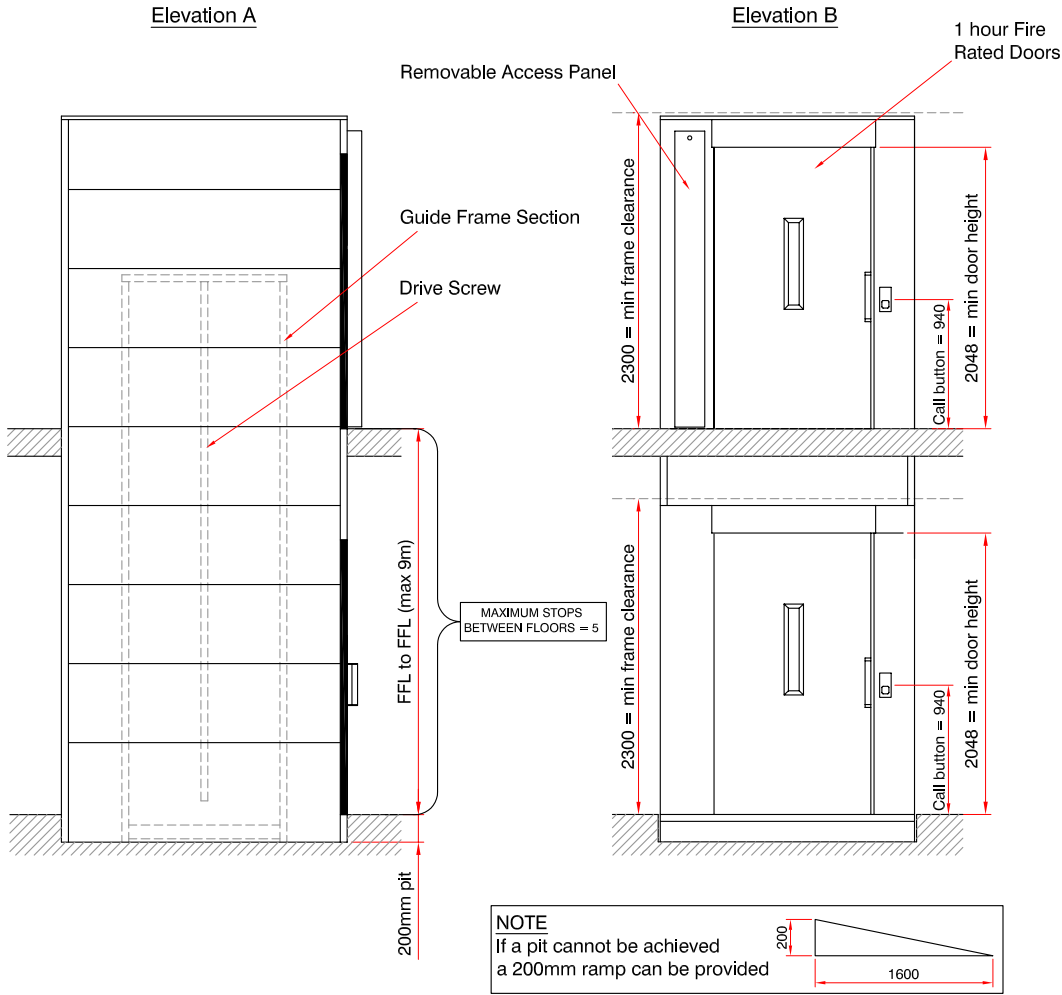 Elevation A
Elevation B
1 hour Fire
Rated Doors
Removable Access Panel
Guide Frame Section
Drive Screw
2300 = min frame clearance
2048 = min door height
Call button = 940
FFL to FFL (max 9m)
MAXIMUM STOPS
BETWEEN FLOORS = 5
2300 = min frame clearance
2048 = min door height
Call button = 940
200mm pit
NOTE
If a pit cannot be achieved
a 200mm ramp can be provided
200
1600